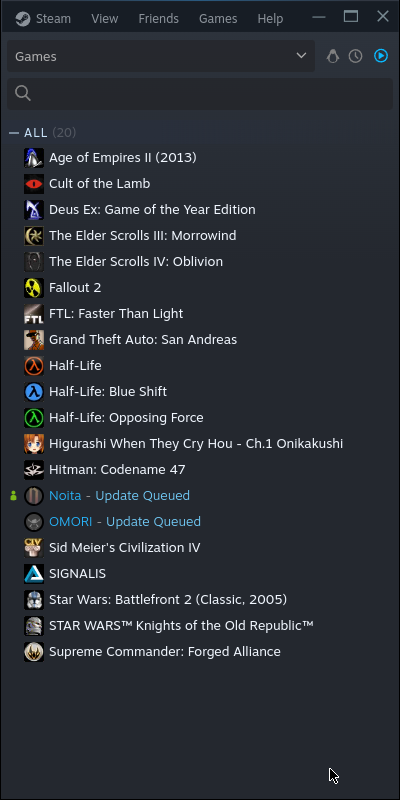 Steam View Friends Games Help
Games
ALL (20)
Age of Empires II (2013)
Cult of the Lamb
Deus Ex: Game of the Year Edition
The Elder Scrolls III: Morrowind
The Elder Scrolls IV: Oblivion
Fallout 2
FTL FTL: Faster Than Light
Grand Theft Auto: San Andreas
Half-Life
Half-Life: Blue Shift
Half-Life: Opposing Force
Higurashi When They Cry Hou - Ch.1 Onikakushi
Hitman: Codename 47
Noita - Update Queued
OMORI - Update Queued
CIV Sid Meier's Civilization IV
SIGNALIS
Star Wars: Battlefront 2 (Classic, 2005)
STAR WARS™ Knights of the Old Republic™
Supreme Commander: Forged Alliance